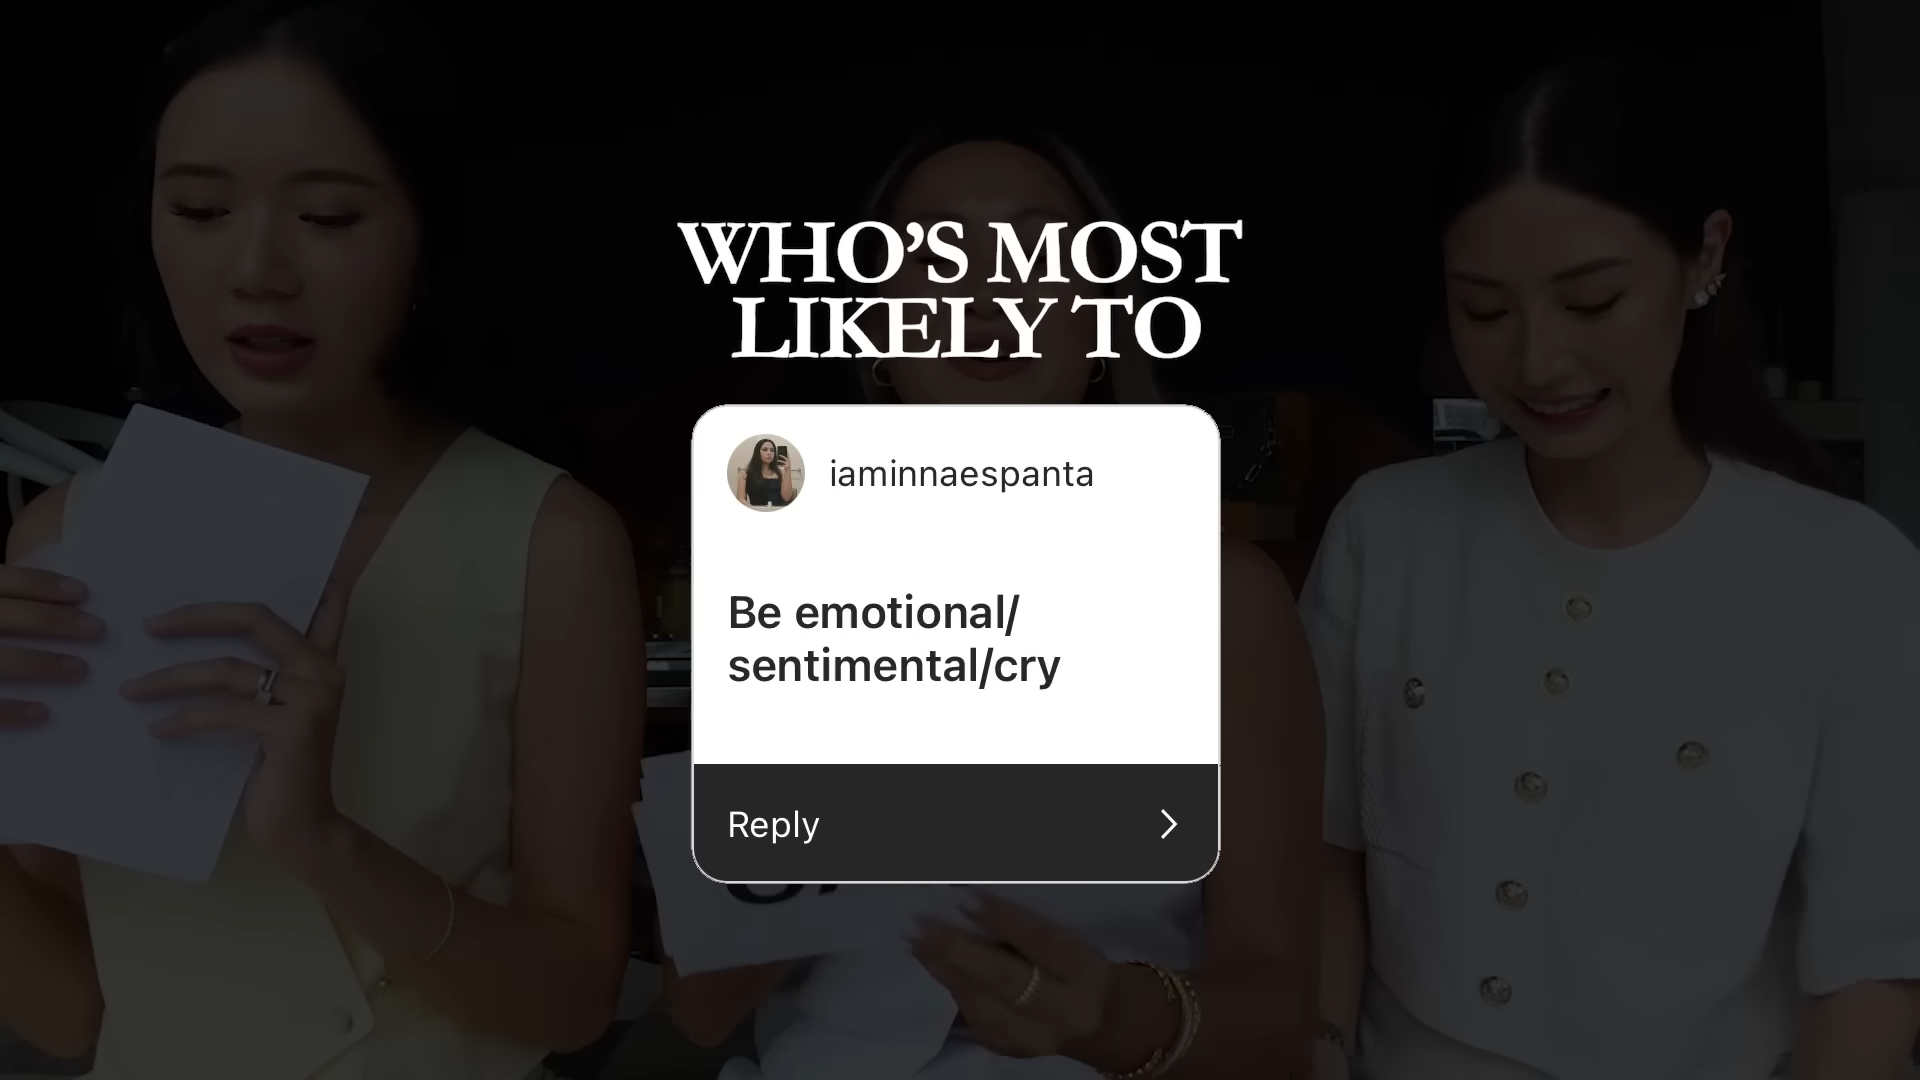 WHO’S MOST
LIKELY TO
iaminnaespanta
Be emotional/
sentimental/cry
Reply